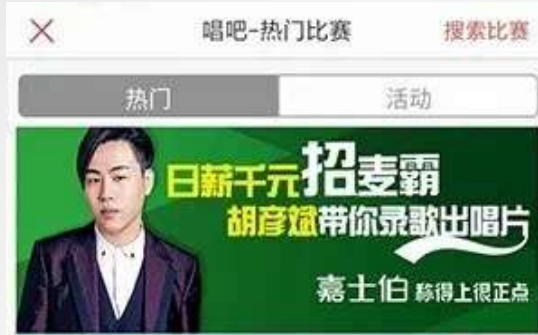 唱吧-热门比赛
搜索比赛
热门
活动
日薪千元招麦霸
胡彦斌带你录歌出唱片
嘉士伯 称得上很正点